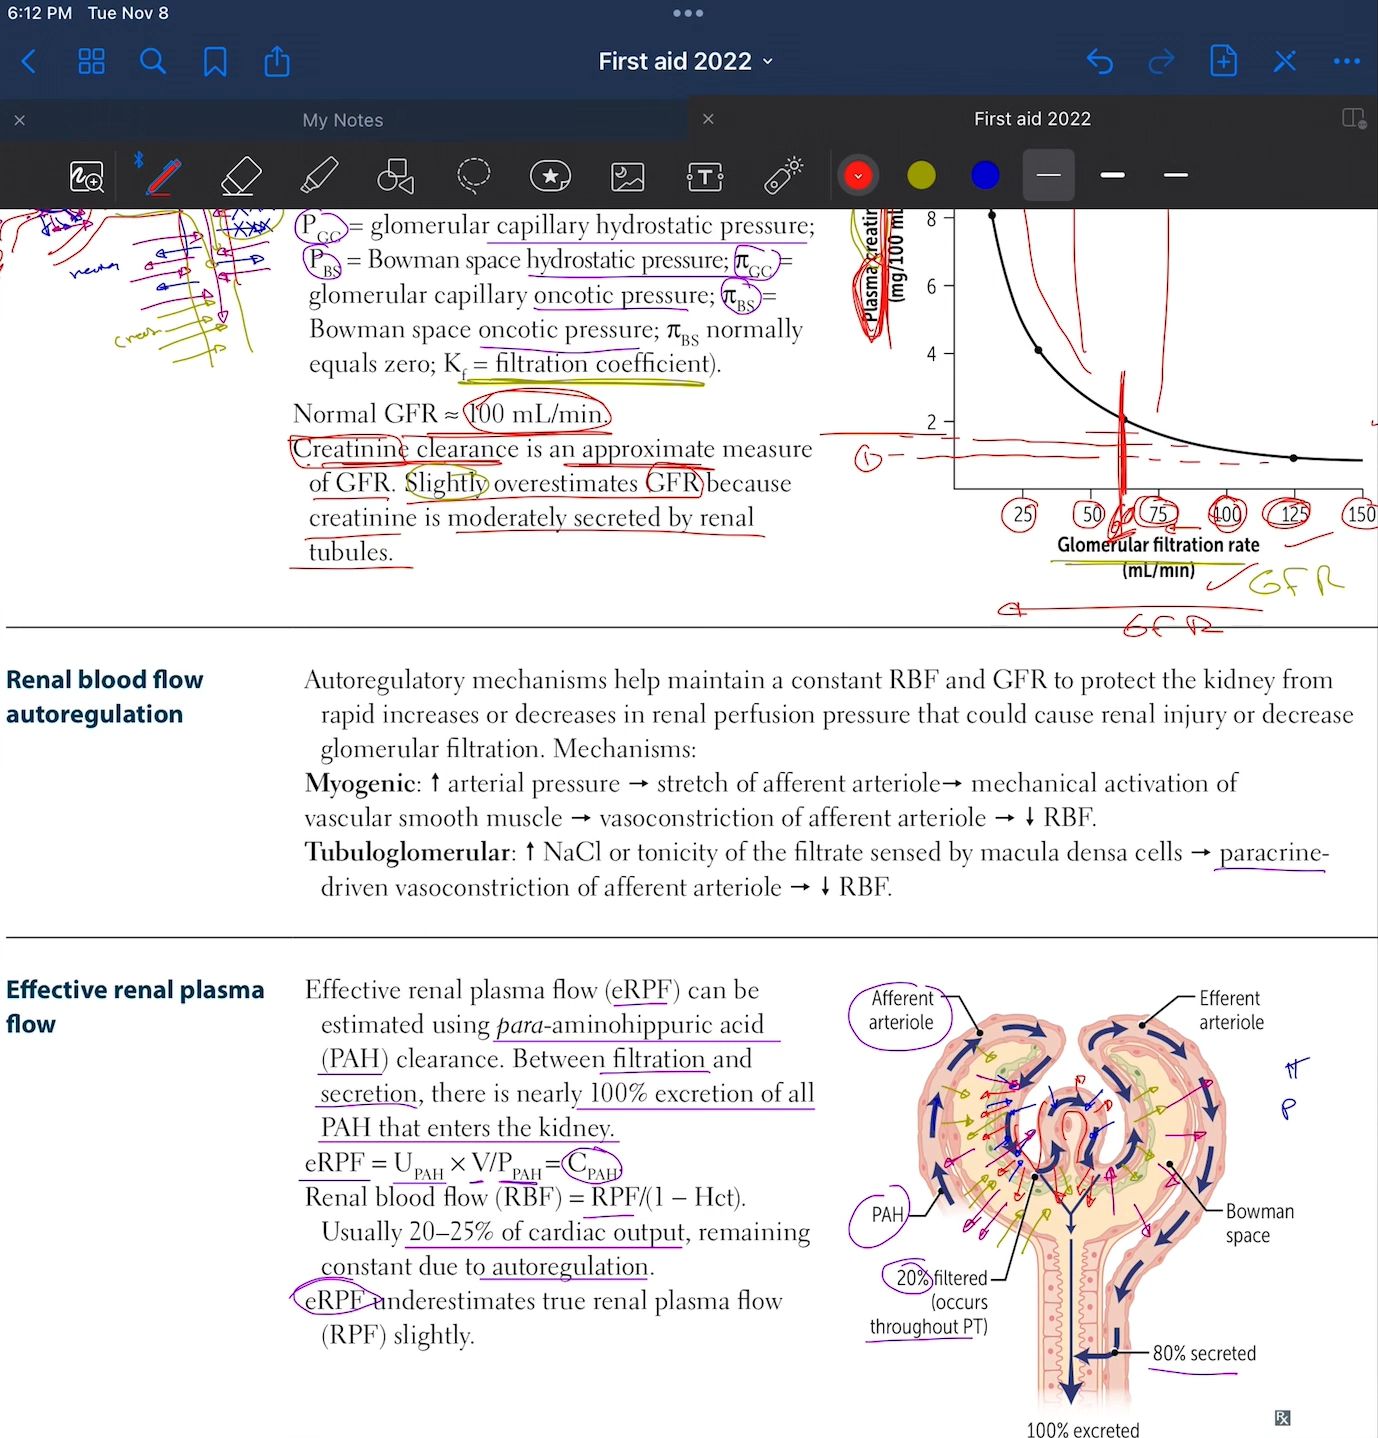 6:12 PM Tue Nov 8
First aid 2022
My Notes
First aid 2022
P_GC = glomerular capillary hydrostatic pressure;
P_BS = Bowman space hydrostatic pressure; π_GC =
glomerular capillary oncotic pressure; π_BS =
Bowman space oncotic pressure; π_BS normally
equals zero; K_f = filtration coefficient).
Normal GFR ≈ 100 mL/min.
Creatinine clearance is an approximate measure
of GFR. Slightly overestimates GFR because
creatinine is moderately secreted by renal
tubules.
(mg/100 ml
8
6
4
2
1
25 50 60 75 100 125 150
Glomerular filtration rate
(mL/min)
GFR
GFR
Renal blood flow
autoregulation
Autoregulatory mechanisms help maintain a constant RBF and GFR to protect the kidney from
rapid increases or decreases in renal perfusion pressure that could cause renal injury or decrease
glomerular filtration. Mechanisms:
Myogenic: ↑ arterial pressure → stretch of afferent arteriole→ mechanical activation of
vascular smooth muscle → vasoconstriction of afferent arteriole → ↓ RBF.
Tubuloglomerular: ↑ NaCl or tonicity of the filtrate sensed by macula densa cells → paracrine-
driven vasoconstriction of afferent arteriole → ↓ RBF.
Effective renal plasma
flow
Effective renal plasma flow (eRPF) can be
estimated using para-aminohippuric acid
(PAH) clearance. Between filtration and
secretion, there is nearly 100% excretion of all
PAH that enters the kidney.
eRPF = U_PAH × V/P_PAH = C_PAH
Renal blood flow (RBF) = RPF/(1 − Hct).
Usually 20–25% of cardiac output, remaining
constant due to autoregulation.
eRPF underestimates true renal plasma flow
(RPF) slightly.
Afferent
arteriole
Efferent
arteriole
π
P
PAH
Bowman
space
20% filtered
(occurs
throughout PT)
80% secreted
100% excreted
Rx